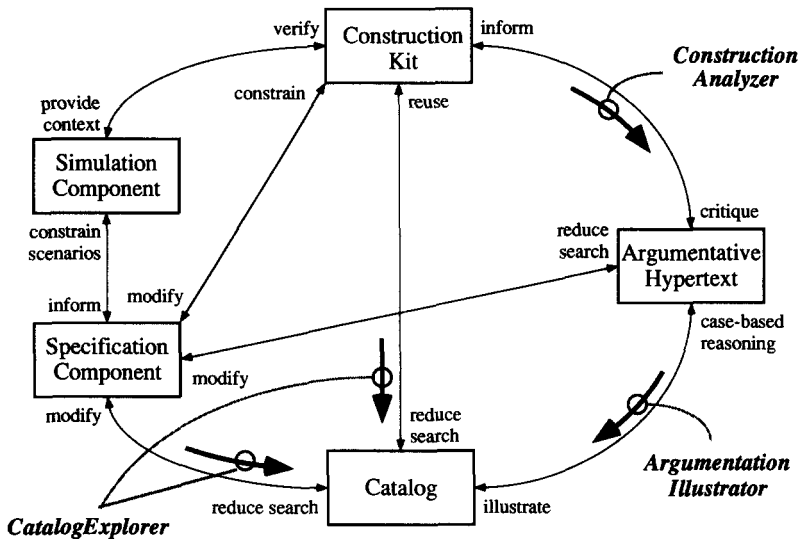 verify
Construction
Kit
inform
Construction
Analyzer
constrain
reuse
provide
context
Simulation
Component
constrain
scenarios
critique
reduce
search
Argumentative
Hypertext
inform
modify
case-based
reasoning
Specification
Component
modify
modify
reduce
search
Argumentation
Illustrator
Catalog
reduce search
illustrate
CatalogExplorer